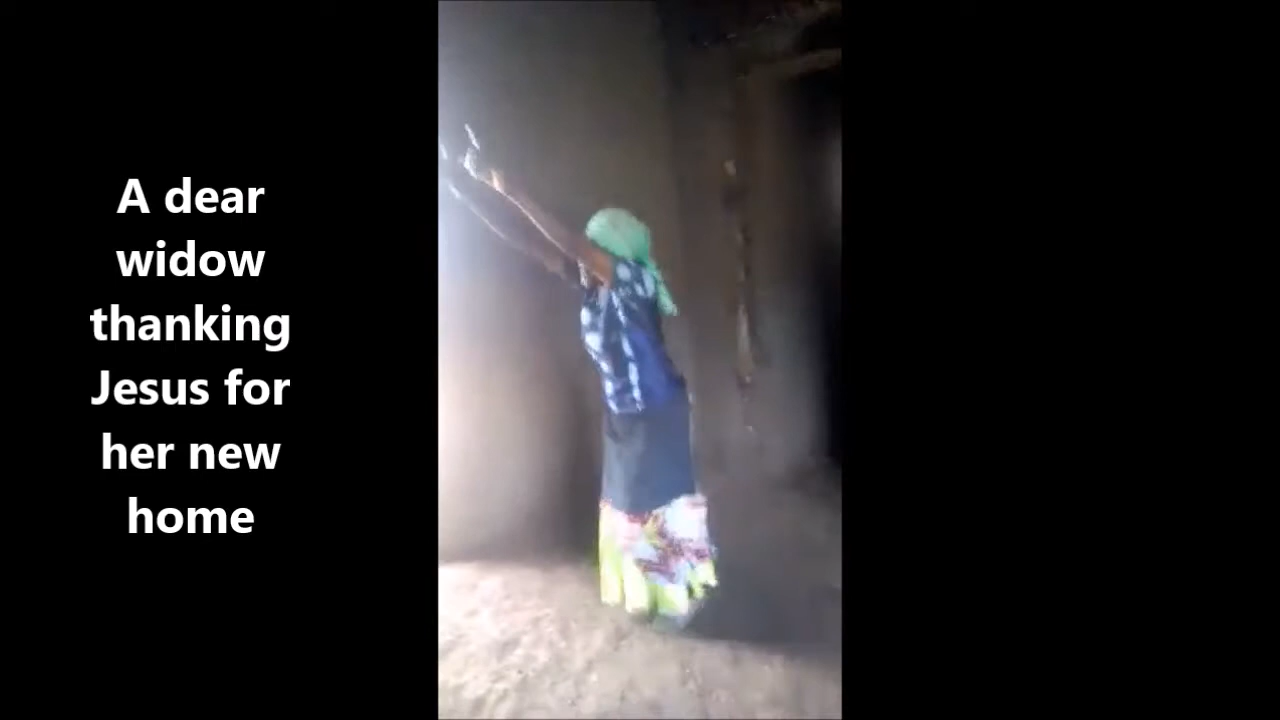 A dear
widow
thanking
Jesus for
her new
home